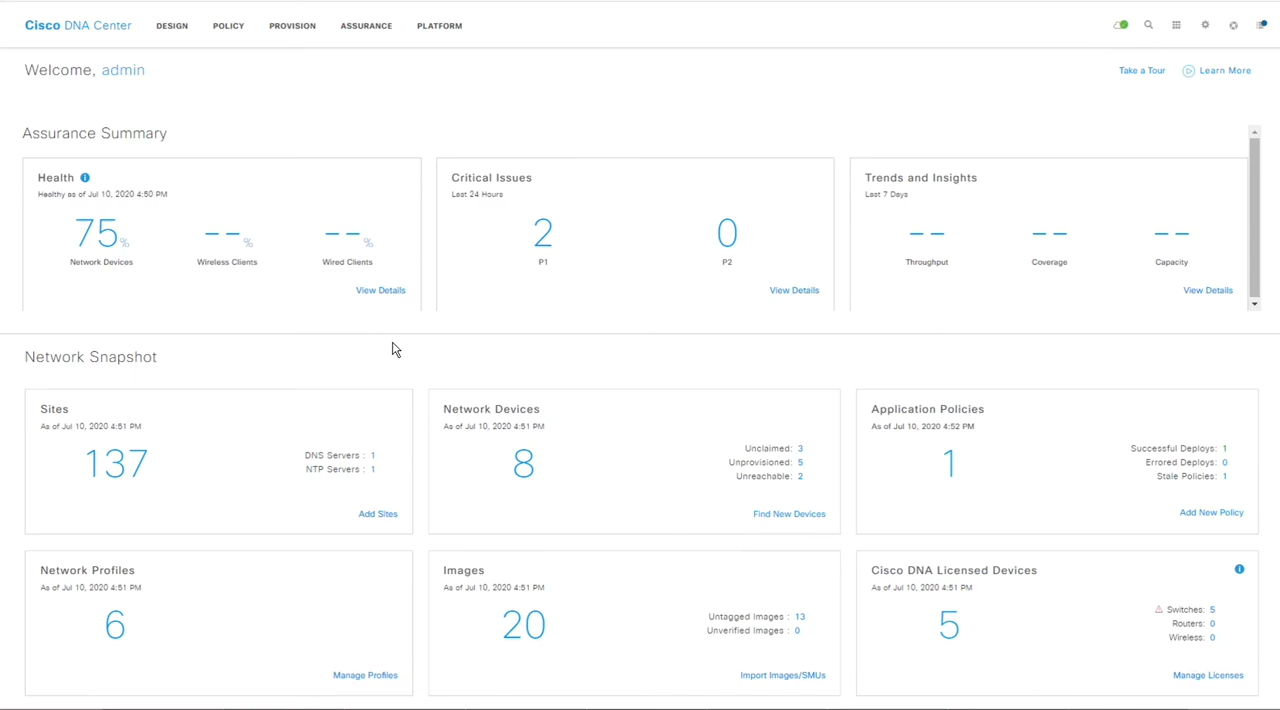 Cisco DNA Center DESIGN POLICY PROVISION ASSURANCE PLATFORM
Welcome, admin
Take a Tour Learn More
Assurance Summary
Health
Healthy as of Jul 10, 2020 4:50 PM
75% --% --%
Network Devices Wireless Clients Wired Clients
View Details
Critical Issues
Last 24 Hours
2 0
P1 P2
View Details
Trends and Insights
Last 7 Days
-- -- --
Throughput Coverage Capacity
View Details
Network Snapshot
Sites
As of Jul 10, 2020 4:51 PM
137
DNS Servers : 1
NTP Servers : 1
Add Sites
Network Devices
As of Jul 10, 2020 4:51 PM
8
Unclaimed: 3
Unprovisioned: 5
Unreachable: 2
Find New Devices
Application Policies
As of Jul 10, 2020 4:52 PM
1
Successful Deploys: 1
Errored Deploys: 0
Stale Policies: 1
Add New Policy
Network Profiles
As of Jul 10, 2020 4:51 PM
6
Manage Profiles
Images
As of Jul 10, 2020 4:51 PM
20
Untagged Images : 13
Unverified Images : 0
Import Images/SMUs
Cisco DNA Licensed Devices
As of Jul 10, 2020 4:51 PM
5
Switches: 5
Routers: 0
Wireless: 0
Manage Licenses